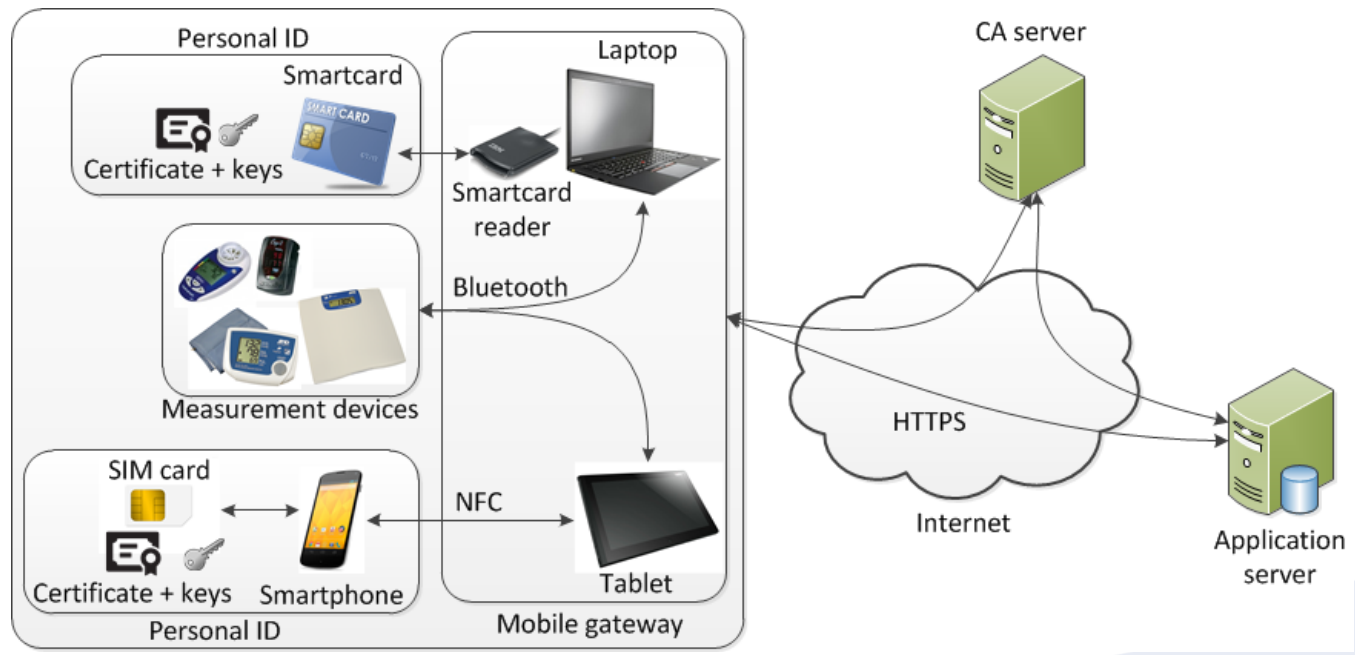 Personal ID
Smartcard
SMART CARD
Certificate + keys
Laptop
Smartcard
reader
Bluetooth
Measurement devices
SIM card
Certificate + keys
Smartphone
Personal ID
NFC
Tablet
Mobile gateway
CA server
HTTPS
Internet
Application
server